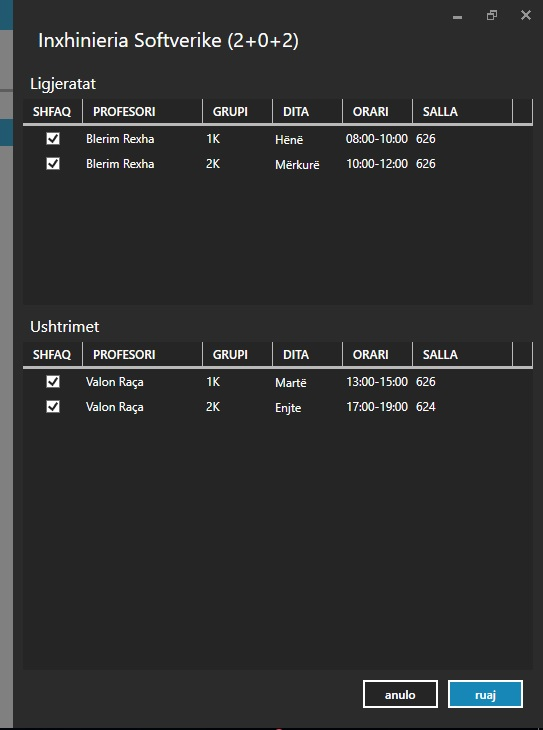 Inxhinieria Softverike (2+0+2)
Ligjeratat
SHFAQ PROFESORI GRUPI DITA ORARI SALLA
Blerim Rexha 1K Hënë 08:00-10:00 626
Blerim Rexha 2K Mërkurë 10:00-12:00 626
Ushtrimet
SHFAQ PROFESORI GRUPI DITA ORARI SALLA
Valon Raça 1K Martë 13:00-15:00 626
Valon Raça 2K Enjte 17:00-19:00 624
anulo ruaj